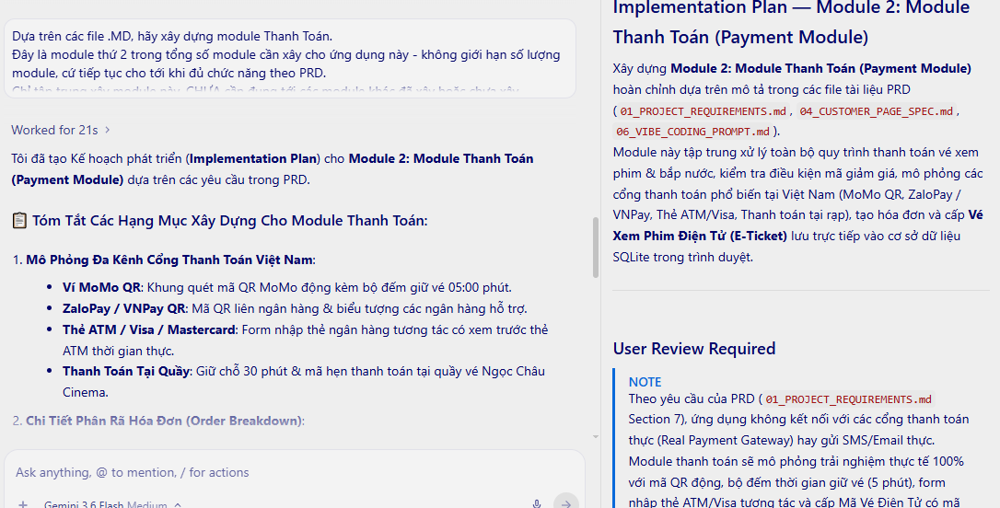 Dựa trên các file .MD, hãy xây dựng module Thanh Toán.
Đây là module thứ 2 trong tổng số module cần xây cho ứng dụng này - không giới hạn số lượng
module, cứ tiếp tục cho tới khi đủ chức năng theo PRD.
Chỉ tập trung xây module này, CHƯA cần đụng tới các module khác đã xây hoặc chưa xây
Worked for 21s >
Tôi đã tạo Kế hoạch phát triển (Implementation Plan) cho Module 2: Module Thanh Toán
(Payment Module) dựa trên các yêu cầu trong PRD.
📋 Tóm Tắt Các Hạng Mục Xây Dựng Cho Module Thanh Toán:
1. Mô Phỏng Đa Kênh Cổng Thanh Toán Việt Nam:
• Ví MoMo QR: Khung quét mã QR MoMo động kèm bộ đếm giữ vé 05:00 phút.
• ZaloPay / VNPay QR: Mã QR liên ngân hàng & biểu tượng các ngân hàng hỗ trợ.
• Thẻ ATM / Visa / Mastercard: Form nhập thẻ ngân hàng tương tác có xem trước thẻ
ATM thời gian thực.
• Thanh Toán Tại Quầy: Giữ chỗ 30 phút & mã hẹn thanh toán tại quầy vé Ngọc Châu
Cinema.
2. Chi Tiết Phân Rã Hóa Đơn (Order Breakdown):
Ask anything, @ to mention, / for actions
Gemini 3.6 Flash Medium
Implementation Plan — Module 2: Module
Thanh Toán (Payment Module)
Xây dựng Module 2: Module Thanh Toán (Payment Module)
hoàn chỉnh dựa trên mô tả trong các file tài liệu PRD
( 01_PROJECT_REQUIREMENTS.md , 04_CUSTOMER_PAGE_SPEC.md ,
06_VIBE_CODING_PROMPT.md ).
Module này tập trung xử lý toàn bộ quy trình thanh toán vé xem
phim & bắp nước, kiểm tra điều kiện mã giảm giá, mô phỏng các
cổng thanh toán phổ biến tại Việt Nam (MoMo QR, ZaloPay /
VNPay, Thẻ ATM/Visa, Thanh toán tại rạp), tạo hóa đơn và cấp Vé
Xem Phim Điện Tử (E-Ticket) lưu trực tiếp vào cơ sở dữ liệu
SQLite trong trình duyệt.
User Review Required
NOTE
Theo yêu cầu của PRD ( 01_PROJECT_REQUIREMENTS.md
Section 7), ứng dụng không kết nối với các cổng thanh toán
thực (Real Payment Gateway) hay gửi SMS/Email thực.
Module thanh toán sẽ mô phỏng trải nghiệm thực tế 100%
với mã QR động, bộ đếm thời gian giữ vé (5 phút), form
nhập thẻ ATM/Visa tương tác và cấp Mã Vé Điện Tử có mã